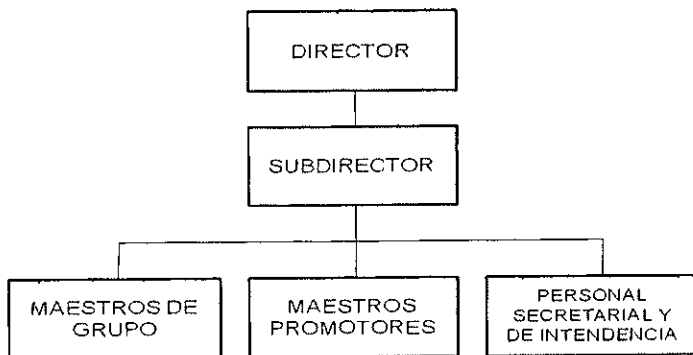 DIRECTOR
SUBDIRECTOR
MAESTROS DE
GRUPO
MAESTROS
PROMOTORES
PERSONAL
SECRETARIAL Y
DE INTENDENCIA